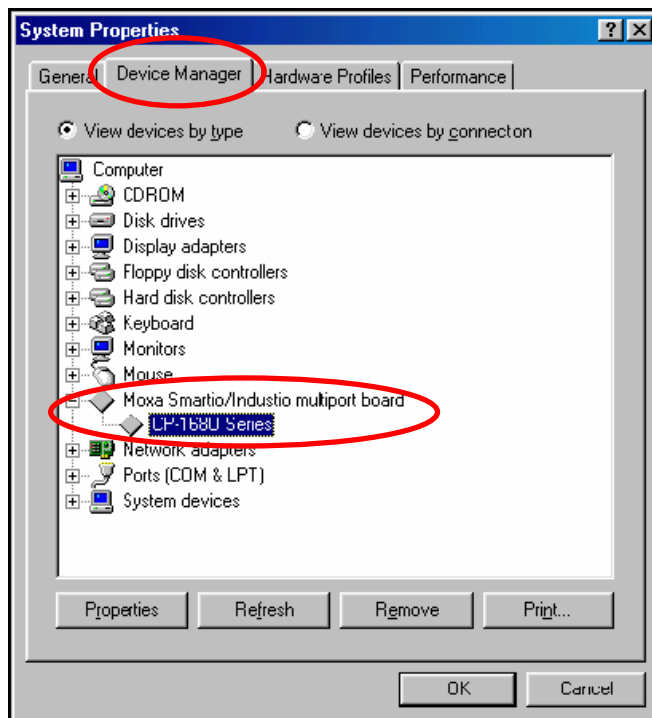 System Properties
General Device Manager Hardware Profiles Performance
View devices by type View devices by connecton
Computer
CDROM
Disk drives
Display adapters
Floppy disk controllers
Hard disk controllers
Keyboard
Monitors
Mouse
Moxa Smartio/Industio multiport board
CP-168U Series
Network adapters
Ports (COM & LPT)
System devices
Properties Refresh Remove Print...
OK Cancel